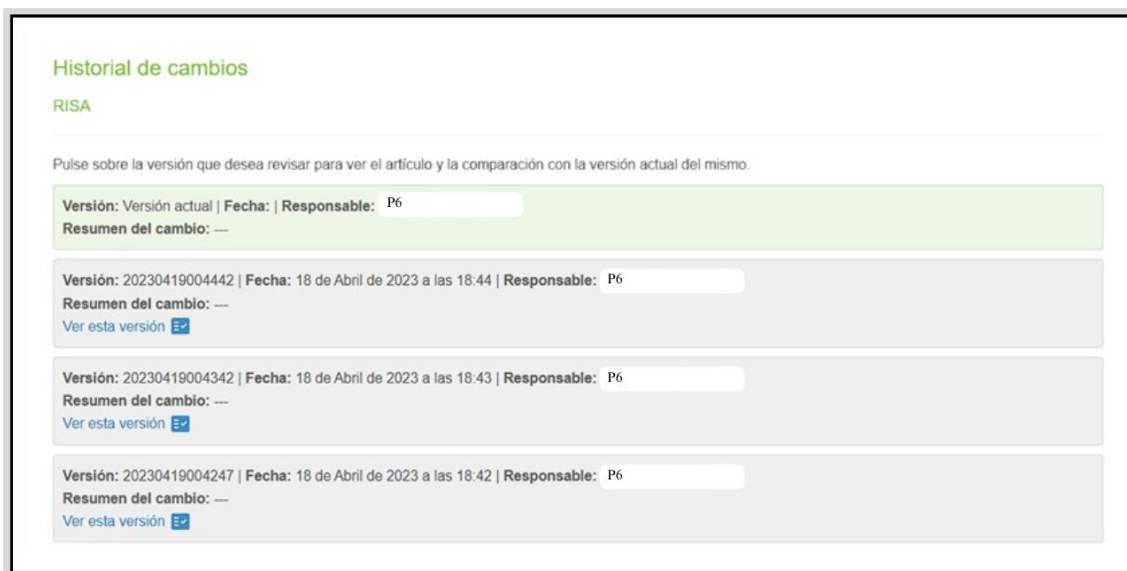 Historial de cambios
RISA
Pulse sobre la versión que desea revisar para ver el artículo y la comparación con la versión actual del mismo.
Versión: Versión actual | Fecha: | Responsable: P6
Resumen del cambio: ---
Versión: 20230419004442 | Fecha: 18 de Abril de 2023 a las 18:44 | Responsable: P6
Resumen del cambio: ---
Ver esta versión
Versión: 20230419004342 | Fecha: 18 de Abril de 2023 a las 18:43 | Responsable: P6
Resumen del cambio: ---
Ver esta versión
Versión: 20230419004247 | Fecha: 18 de Abril de 2023 a las 18:42 | Responsable: P6
Resumen del cambio: ---
Ver esta versión